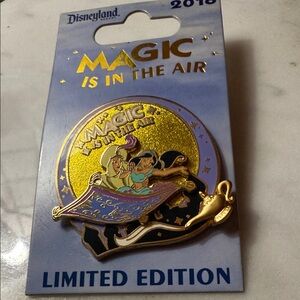 Disneyland
2018
MAGIC
IS IN THE AIR
MAGIC
IS IN THE AIR
LIMITED EDITION